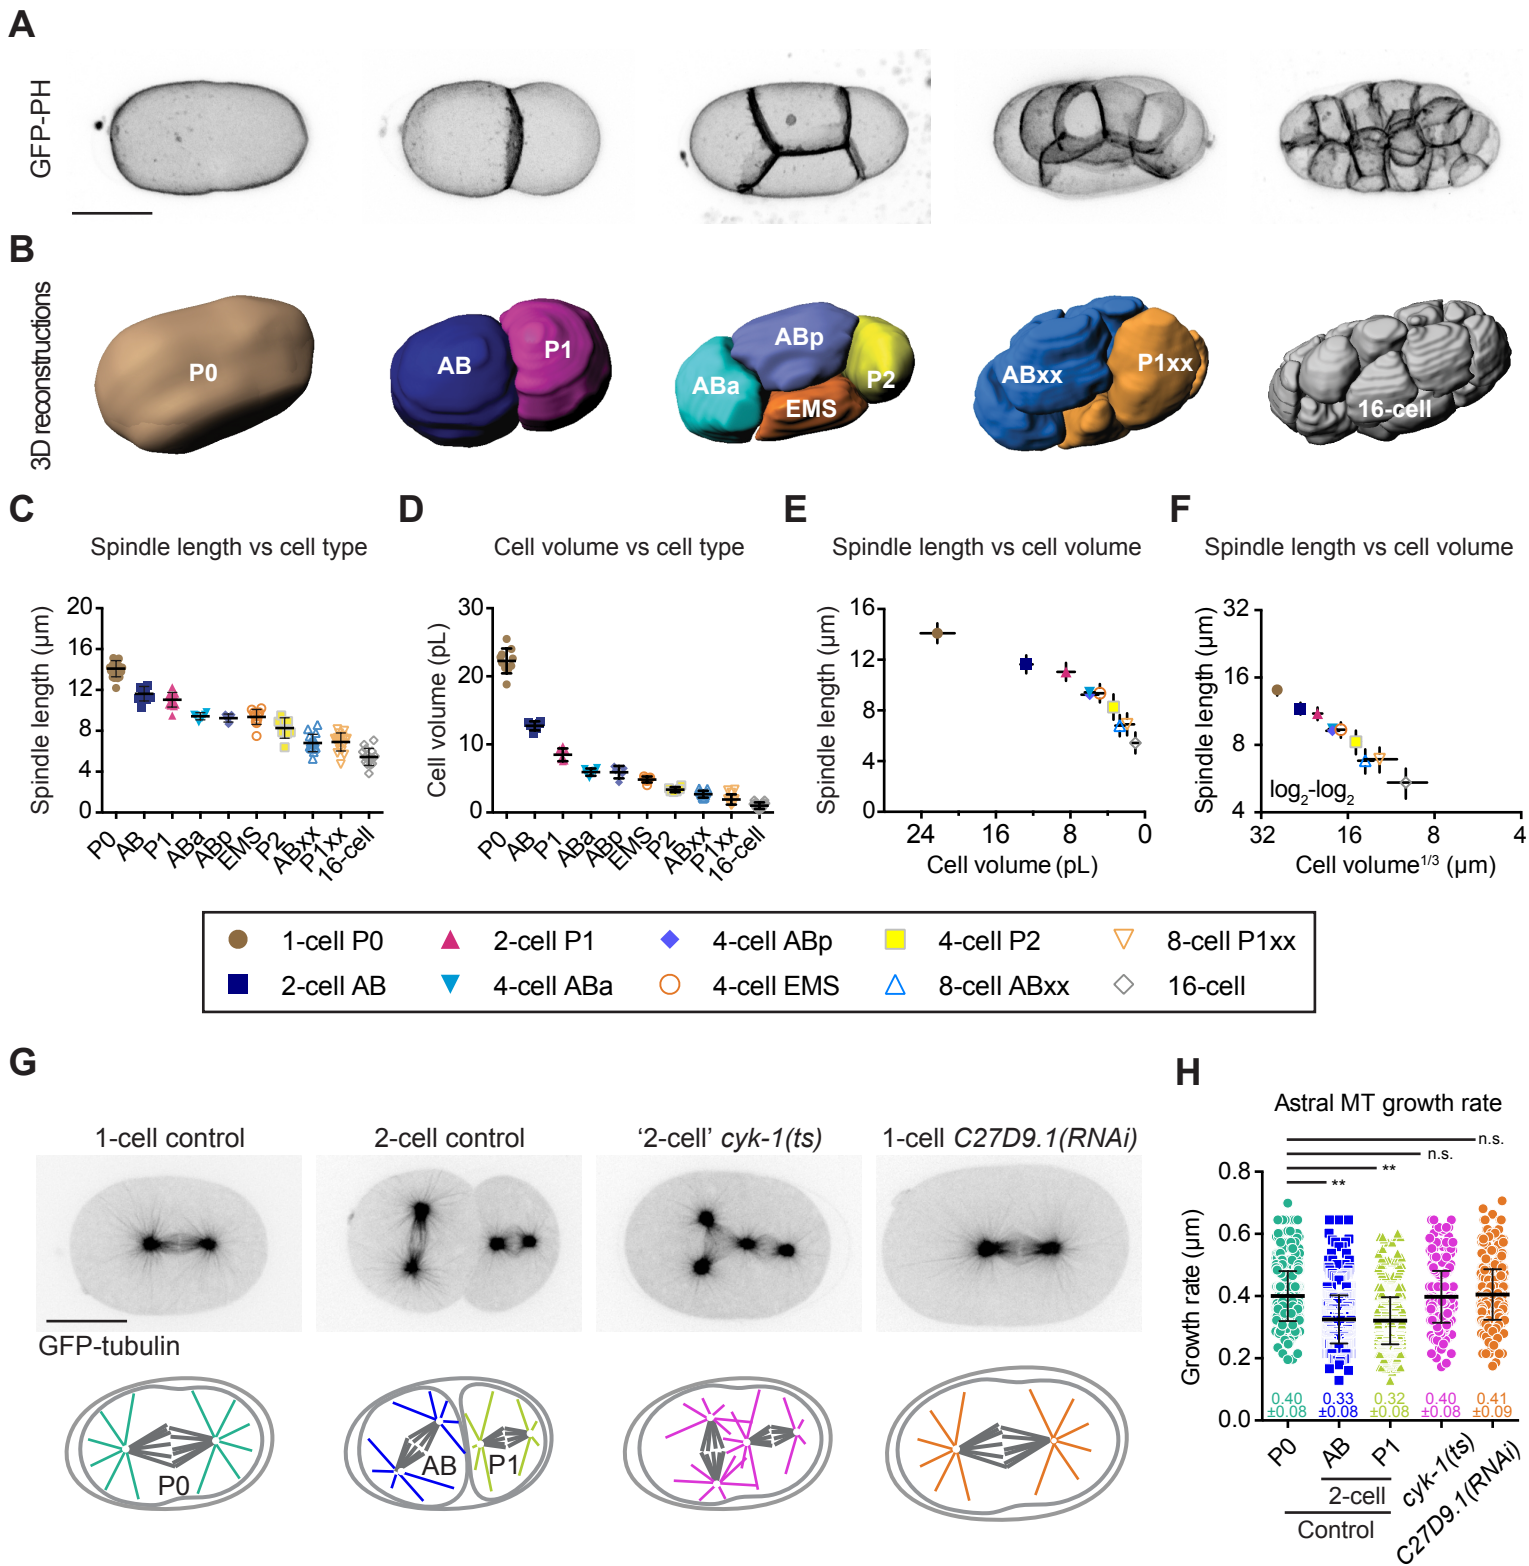 A
GFP-PH
B
3D reconstructions
P0
AB
P1
ABa
ABp
P2
EMS
ABxx
P1xx
16-cell
C
D
E
F
Spindle length vs cell type
Cell volume vs cell type
Spindle length vs cell volume
Spindle length vs cell volume
Spindle length (µm)
20
16
12
8
4
0
P0
AB
P1
ABa
ABp
EMS
P2
ABxx
P1xx
16-cell
Cell volume (pL)
30
20
10
0
P0
AB
P1
ABa
ABp
EMS
P2
ABxx
P1xx
16-cell
Spindle length (µm)
16
12
8
4
0
24
16
8
0
Cell volume (pL)
Spindle length (µm)
32
16
8
4
log2-log2
32
16
8
4
Cell volume1/3 (µm)
1-cell P0
2-cell P1
4-cell ABp
4-cell P2
8-cell P1xx
2-cell AB
4-cell ABa
4-cell EMS
8-cell ABxx
16-cell
G
1-cell control
2-cell control
‘2-cell’ cyk-1(ts)
1-cell C27D9.1(RNAi)
GFP-tubulin
P0
AB
P1
H
Astral MT growth rate
n.s.
n.s.
**
**
Growth rate (µm)
0.8
0.6
0.4
0.2
0.0
0.40 0.33 0.32 0.40 0.41
±0.08 ±0.08 ±0.08 ±0.08 ±0.09
P0
AB
P1
cyk-1(ts)
C27D9.1(RNAi)
2-cell
Control